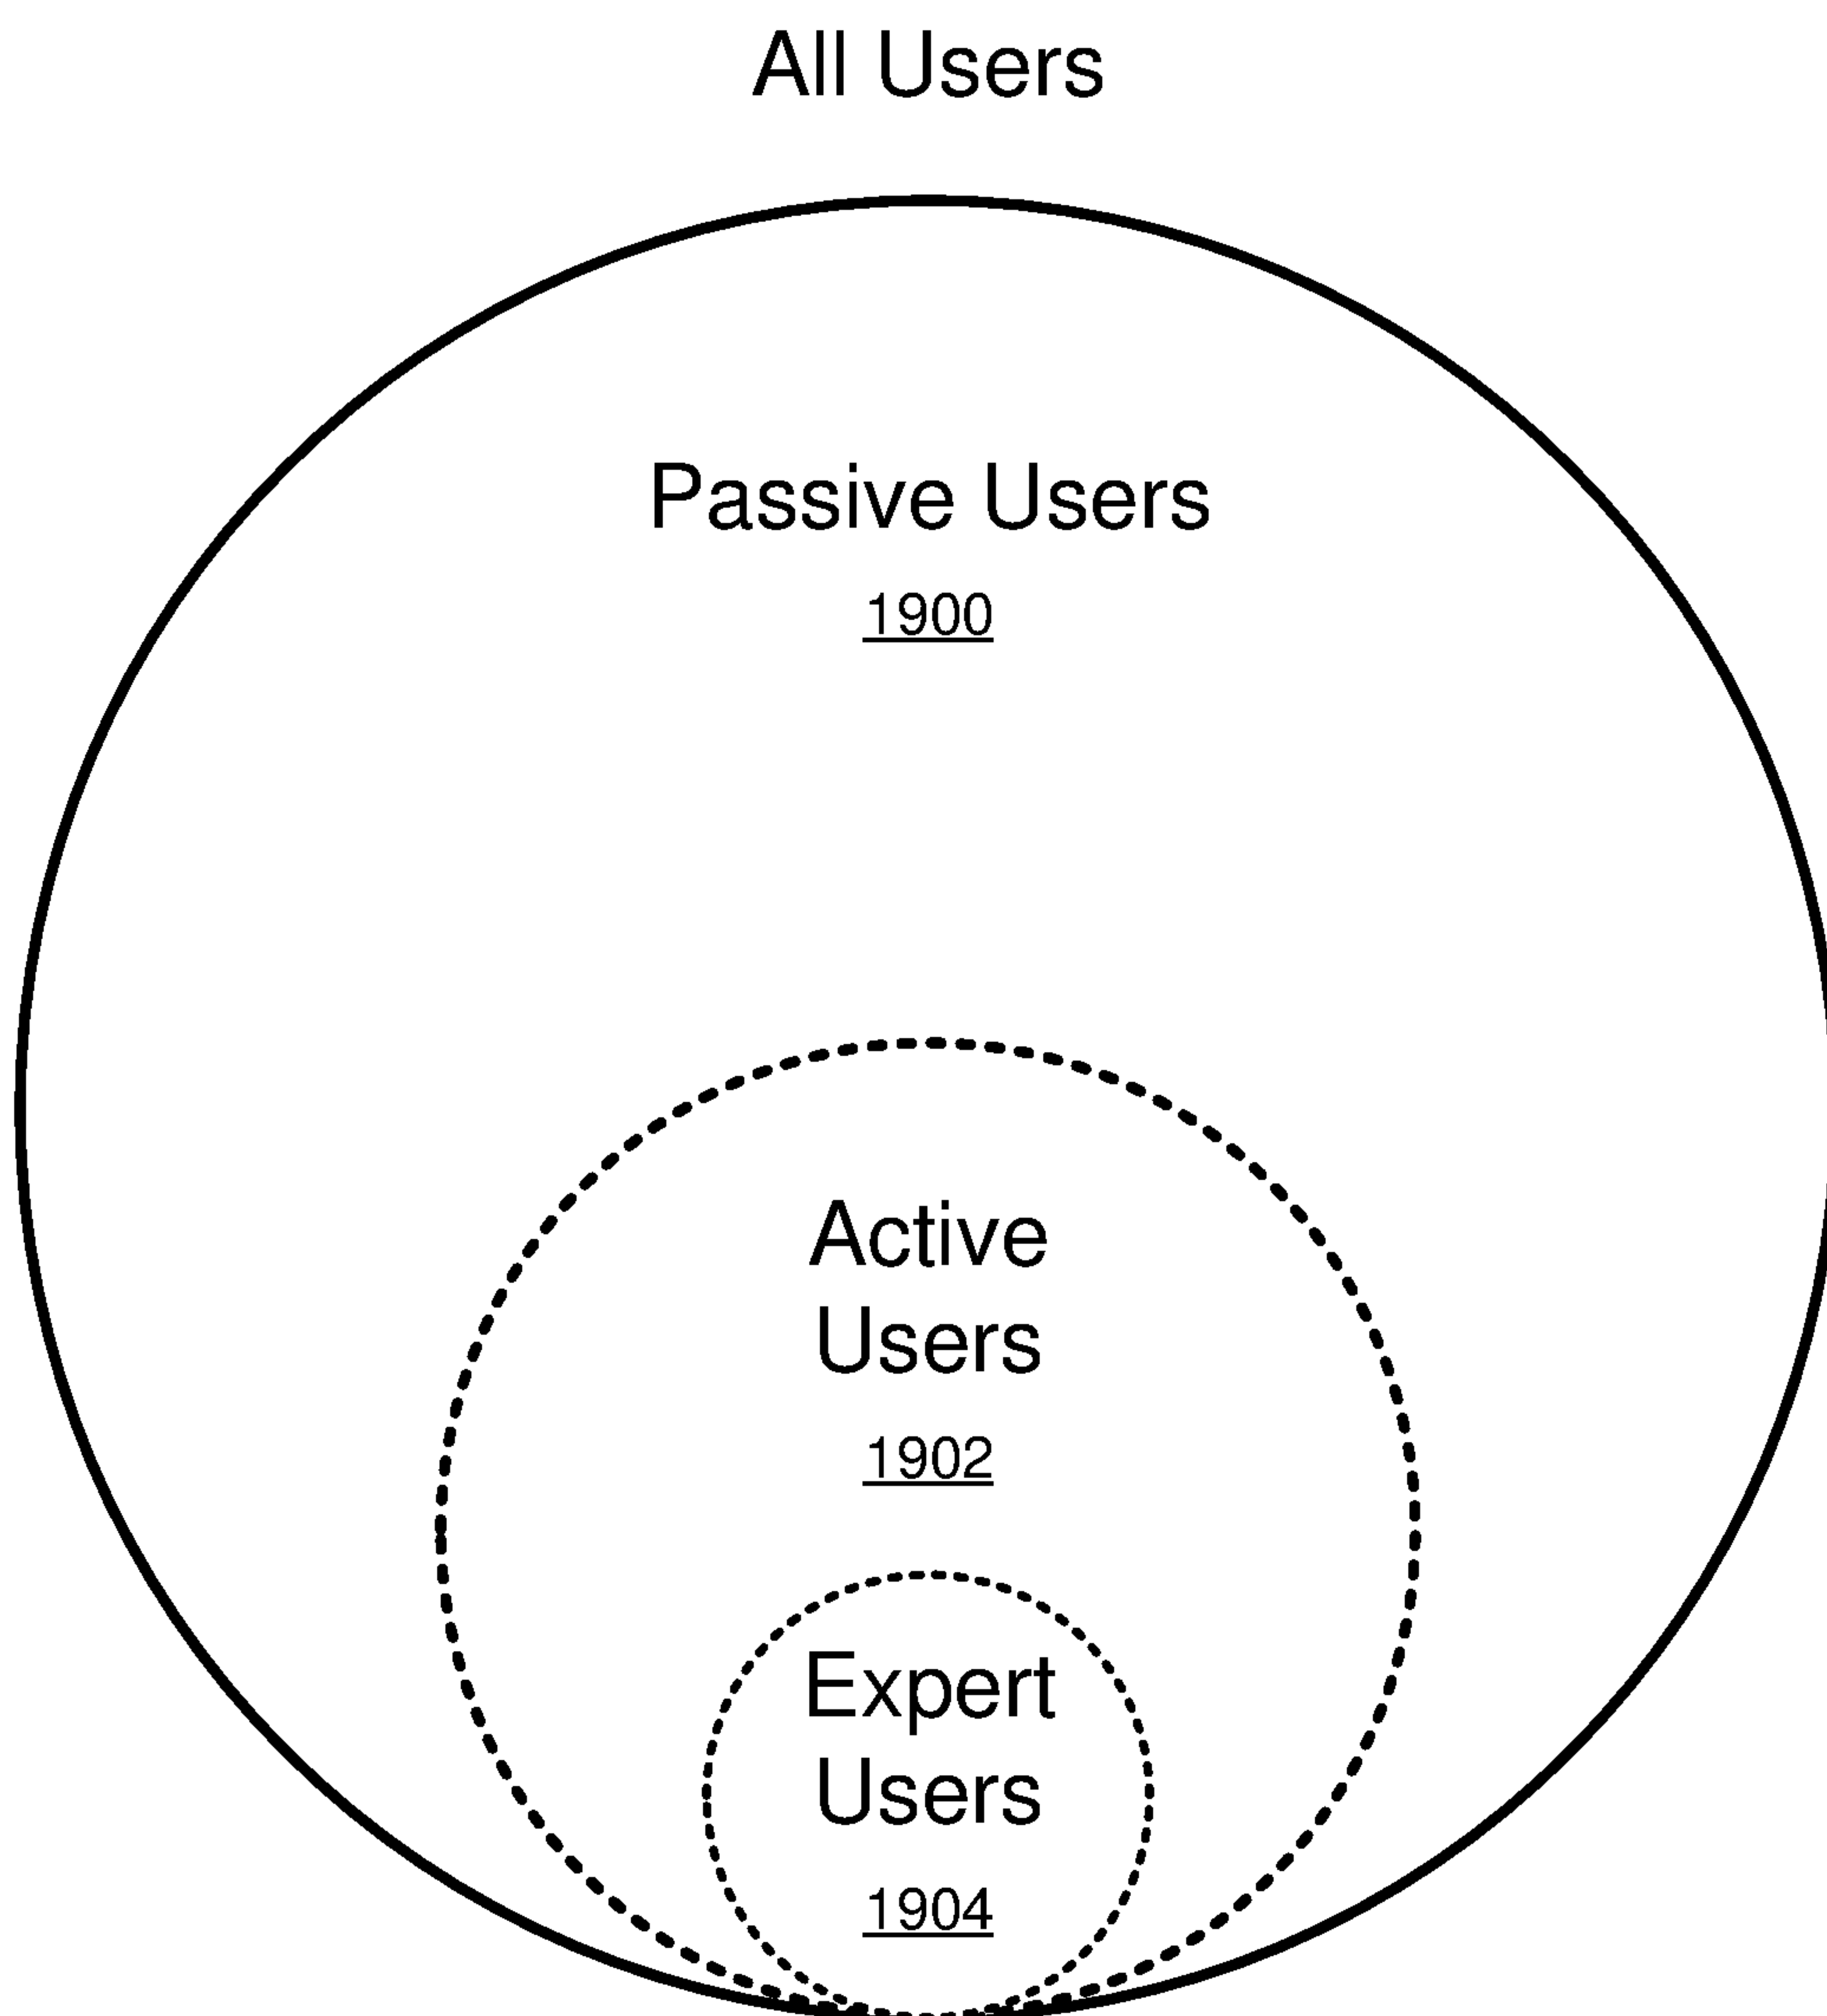 All Users
Passive Users
1900
Active
Users
1902
Expert
Users
1904